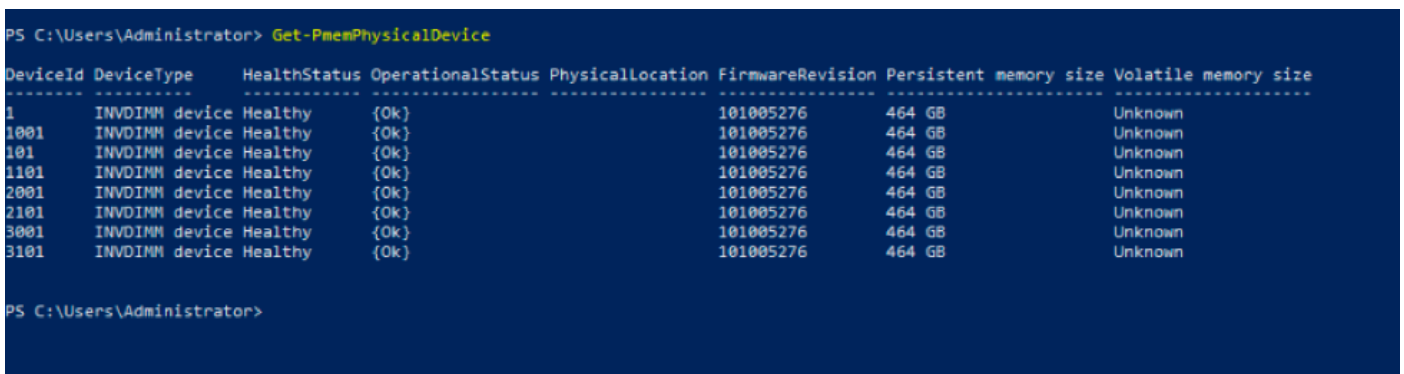 PS C:\Users\Administrator> Get-PmemPhysicalDevice
DeviceId DeviceType HealthStatus OperationalStatus PhysicalLocation FirmwareRevision Persistent memory size Volatile memory size
-------- ---------- ------------ ----------------- ---------------- ---------------- ---------------------- --------------------
1 INVDIMM device Healthy {Ok} 101005276 464 GB Unknown
1001 INVDIMM device Healthy {Ok} 101005276 464 GB Unknown
101 INVDIMM device Healthy {Ok} 101005276 464 GB Unknown
1101 INVDIMM device Healthy {Ok} 101005276 464 GB Unknown
2001 INVDIMM device Healthy {Ok} 101005276 464 GB Unknown
2101 INVDIMM device Healthy {Ok} 101005276 464 GB Unknown
3001 INVDIMM device Healthy {Ok} 101005276 464 GB Unknown
3101 INVDIMM device Healthy {Ok} 101005276 464 GB Unknown
PS C:\Users\Administrator>